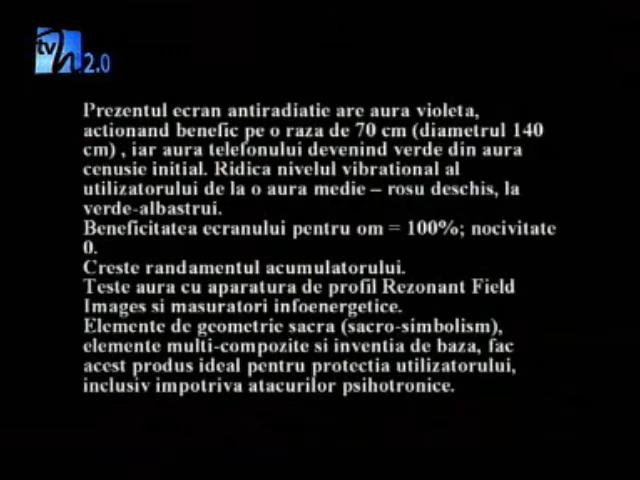 tv h 2.0
Prezentul ecran antiradiatie are aura violeta,
actionand benefic pe o raza de 70 cm (diametrul 140
cm) , iar aura telefonului devenind verde din aura
cenusie initial. Ridica nivelul vibrational al
utilizatorului de la o aura medie – rosu deschis, la
verde-albastrui.
Beneficitatea ecranului pentru om = 100%; nocivitate
0.
Creste randamentul acumulatorului.
Teste aura cu aparatura de profil Rezonant Field
Images si masuratori infoenergetice.
Elemente de geometrie sacra (sacro-simbolism),
elemente multi-compozite si inventia de baza, fac
acest produs ideal pentru protectia utilizatorului,
inclusiv impotriva atacurilor psihotronice.